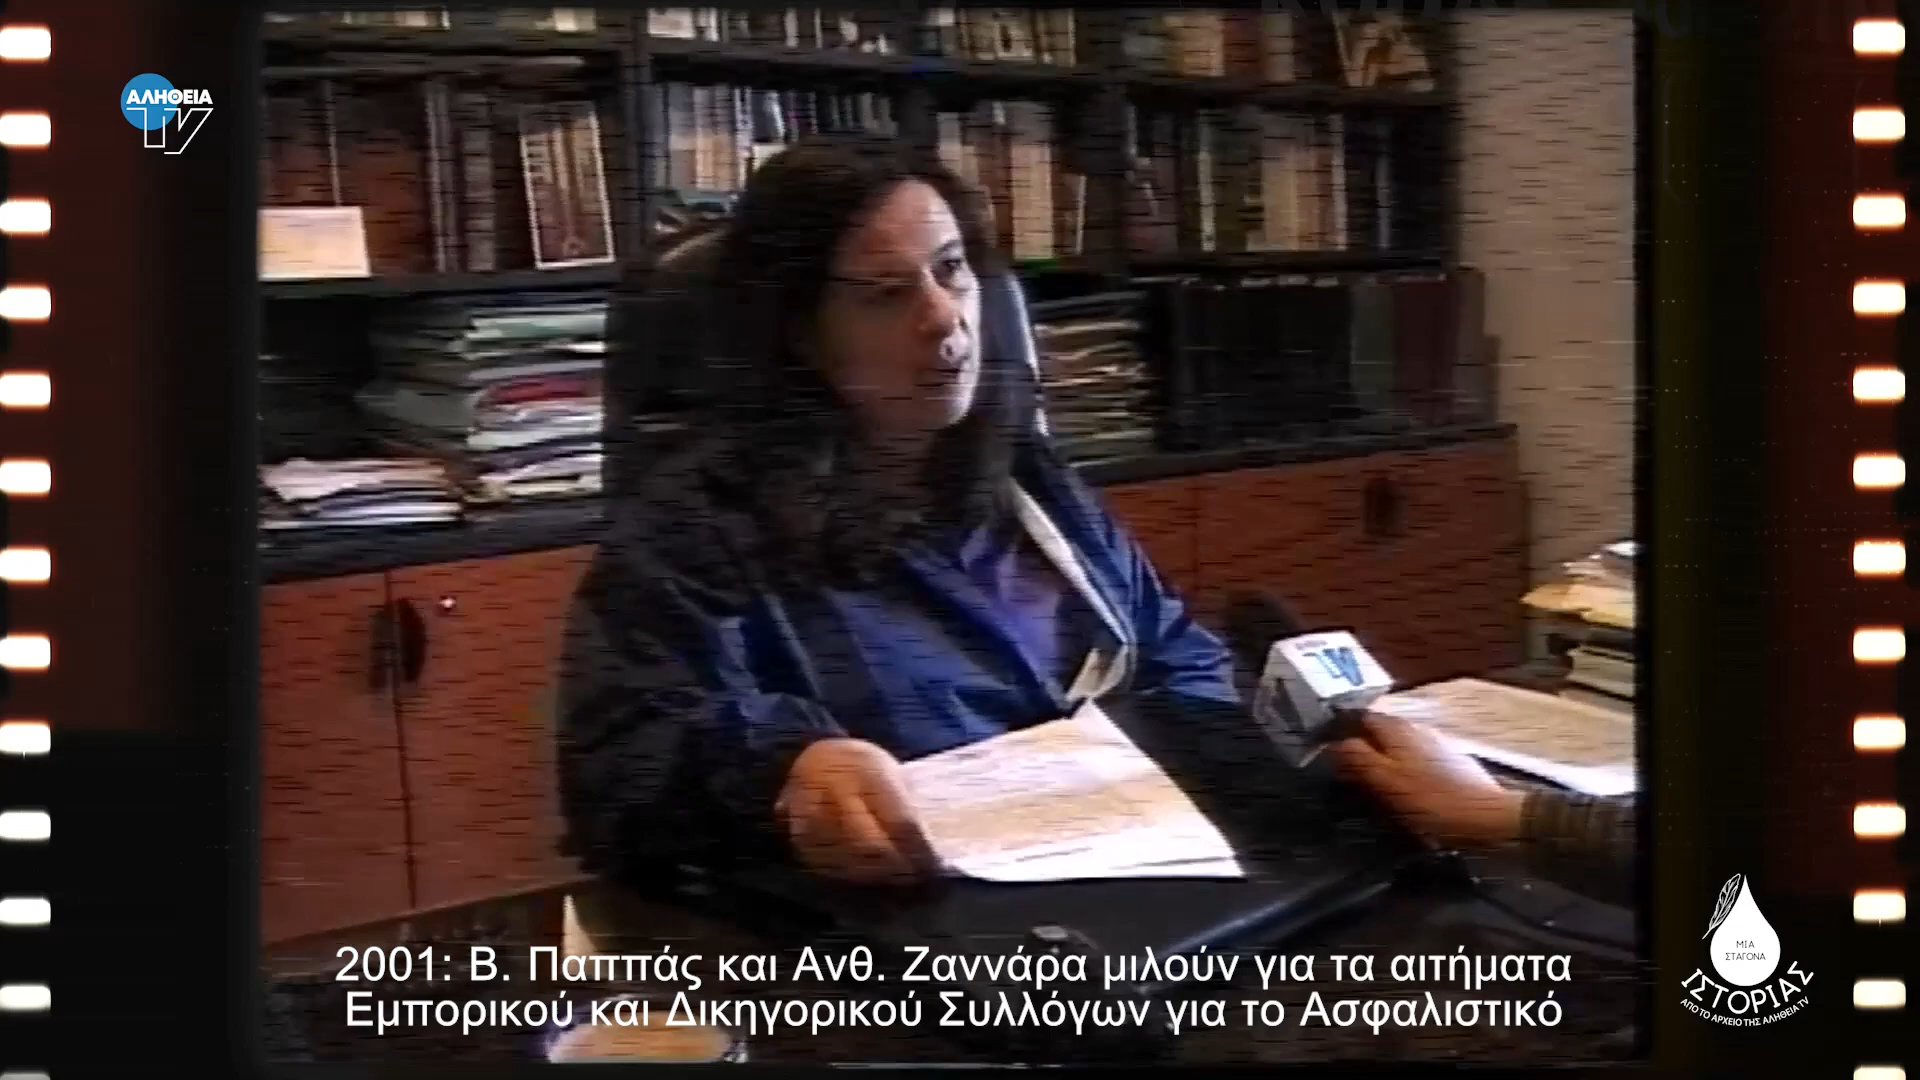 ΑΛΗΘΕΙΑ
TV
2001: Β. Παππάς και Ανθ. Ζαννάρα μιλούν για τα αιτήματα
Εμπορικού και Δικηγορικού Συλλόγων για το Ασφαλιστικό
ΜΙΑ
ΣΤΑΓΟΝΑ
ΙΣΤΟΡΙΑΣ
ΑΠΟ ΤΟ ΑΡΧΕΙΟ ΤΗΣ ΑΛΗΘΕΙΑ TV